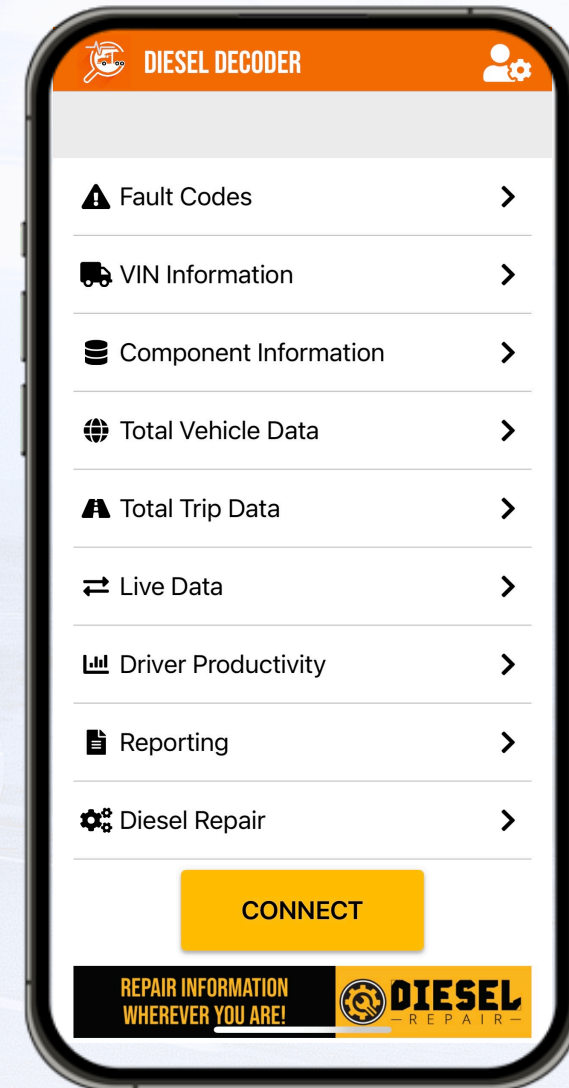 DIESEL DECODER
Fault Codes
VIN Information
Component Information
Total Vehicle Data
Total Trip Data
Live Data
Driver Productivity
Reporting
Diesel Repair
CONNECT
REPAIR INFORMATION
WHEREVER YOU ARE!
DIESEL
REPAIR